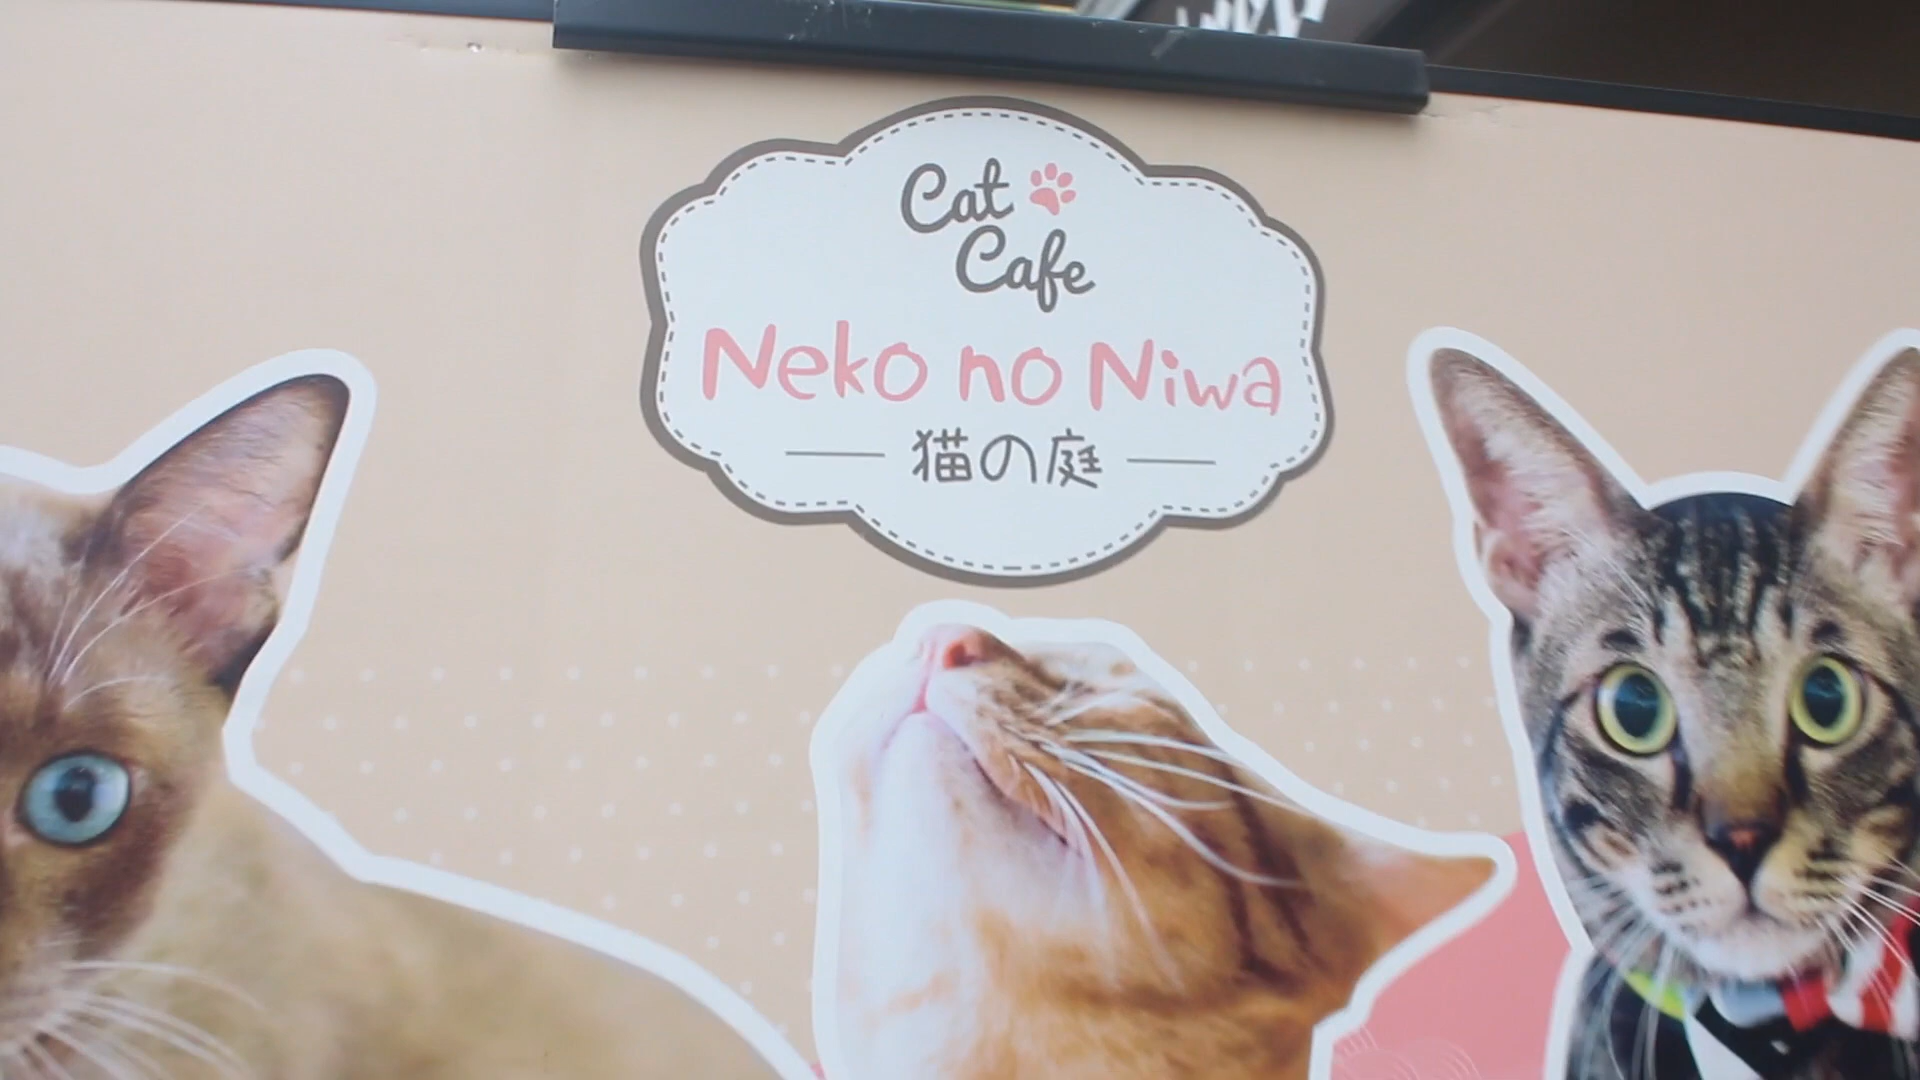 Cat
Cafe
Neko no Niwa
猫の庭